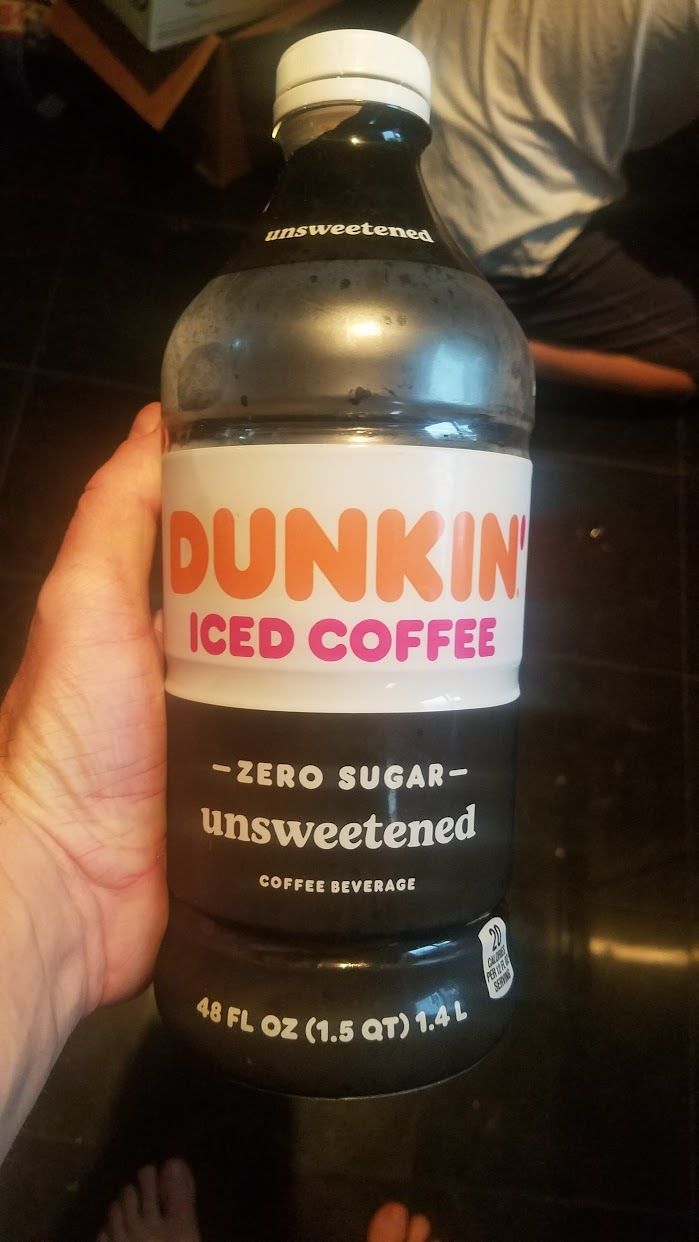 unsweetened
DUNKIN'
ICED COFFEE
—ZERO SUGAR—
unsweetened
COFFEE BEVERAGE
20
CALORIES
PER 12 FL OZ
SERVING
48 FL OZ (1.5 QT) 1.4 L